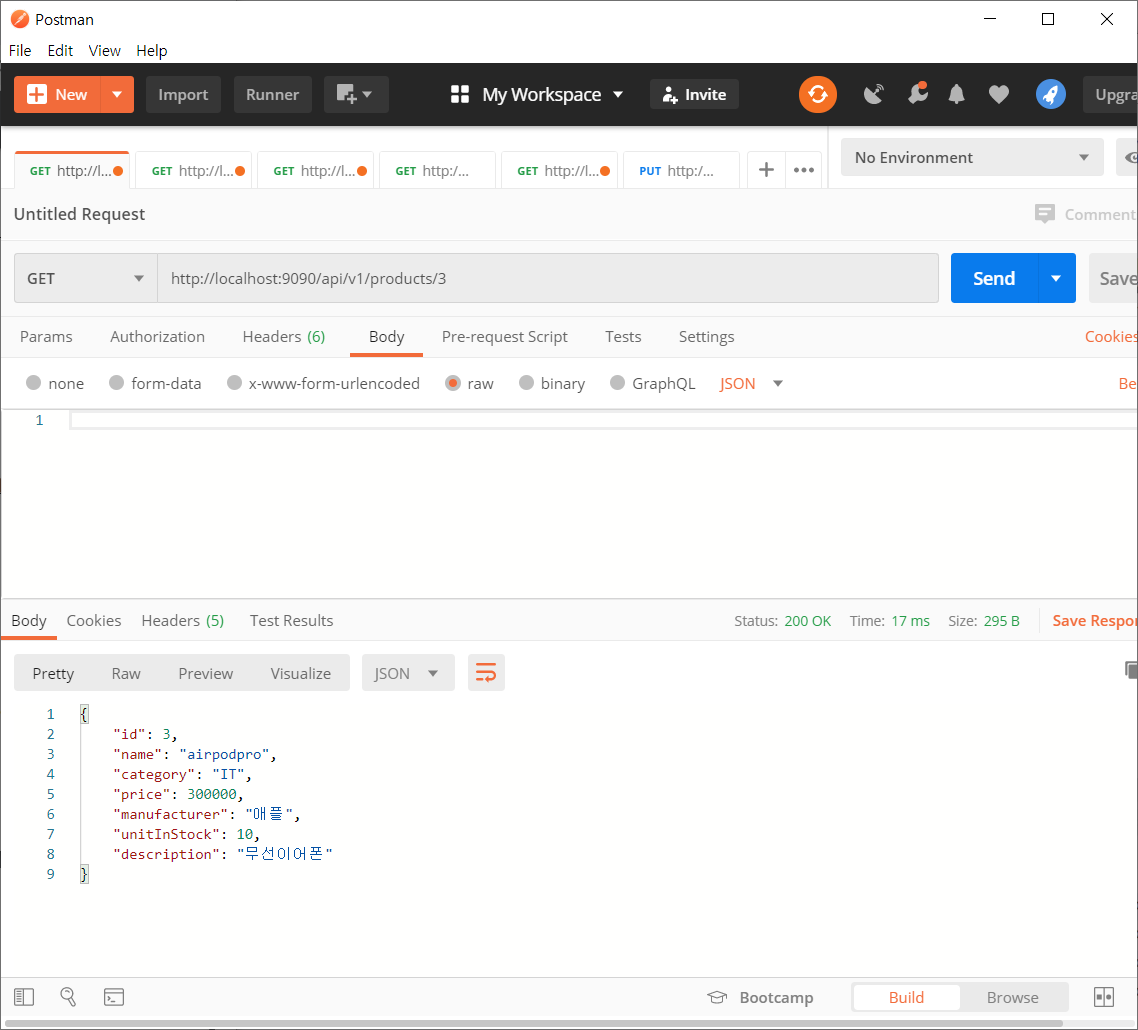 Postman
File Edit View Help
New Import Runner My Workspace Invite Upgra
GET http://l... GET http://l... GET http://l... GET http:/... GET http://l... PUT http:/... No Environment
Untitled Request Comment
GET http://localhost:9090/api/v1/products/3 Send Save
Params Authorization Headers (6) Body Pre-request Script Tests Settings Cookies
none form-data x-www-form-urlencoded raw binary GraphQL JSON Be
1
Body Cookies Headers (5) Test Results Status: 200 OK Time: 17 ms Size: 295 B Save Respon
Pretty Raw Preview Visualize JSON
1 {
2 "id": 3,
3 "name": "airpodpro",
4 "category": "IT",
5 "price": 300000,
6 "manufacturer": "애플",
7 "unitInStock": 10,
8 "description": "무선이어폰"
9 }
Bootcamp Build Browse